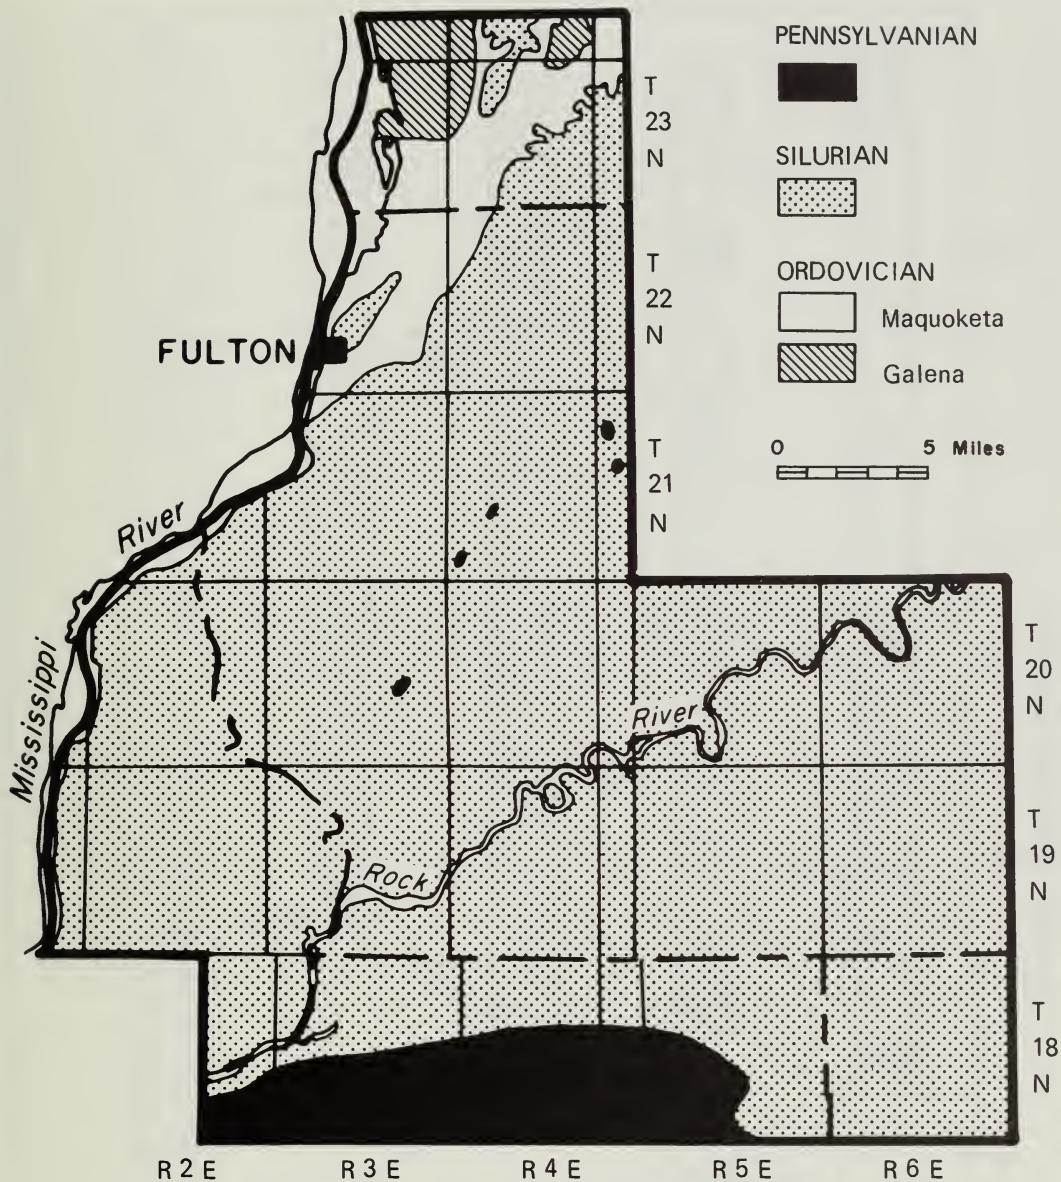 PENNSYLVANIAN
SILURIAN
ORDOVICIAN
Maquoketa
Galena
0 5 Miles
T
23
N
T
22
N
FULTON
T
21
N
River
Mississippi
T
20
N
River
T
19
N
Rock
T
18
N
R 2 E R 3 E R 4 E R 5 E R 6 E